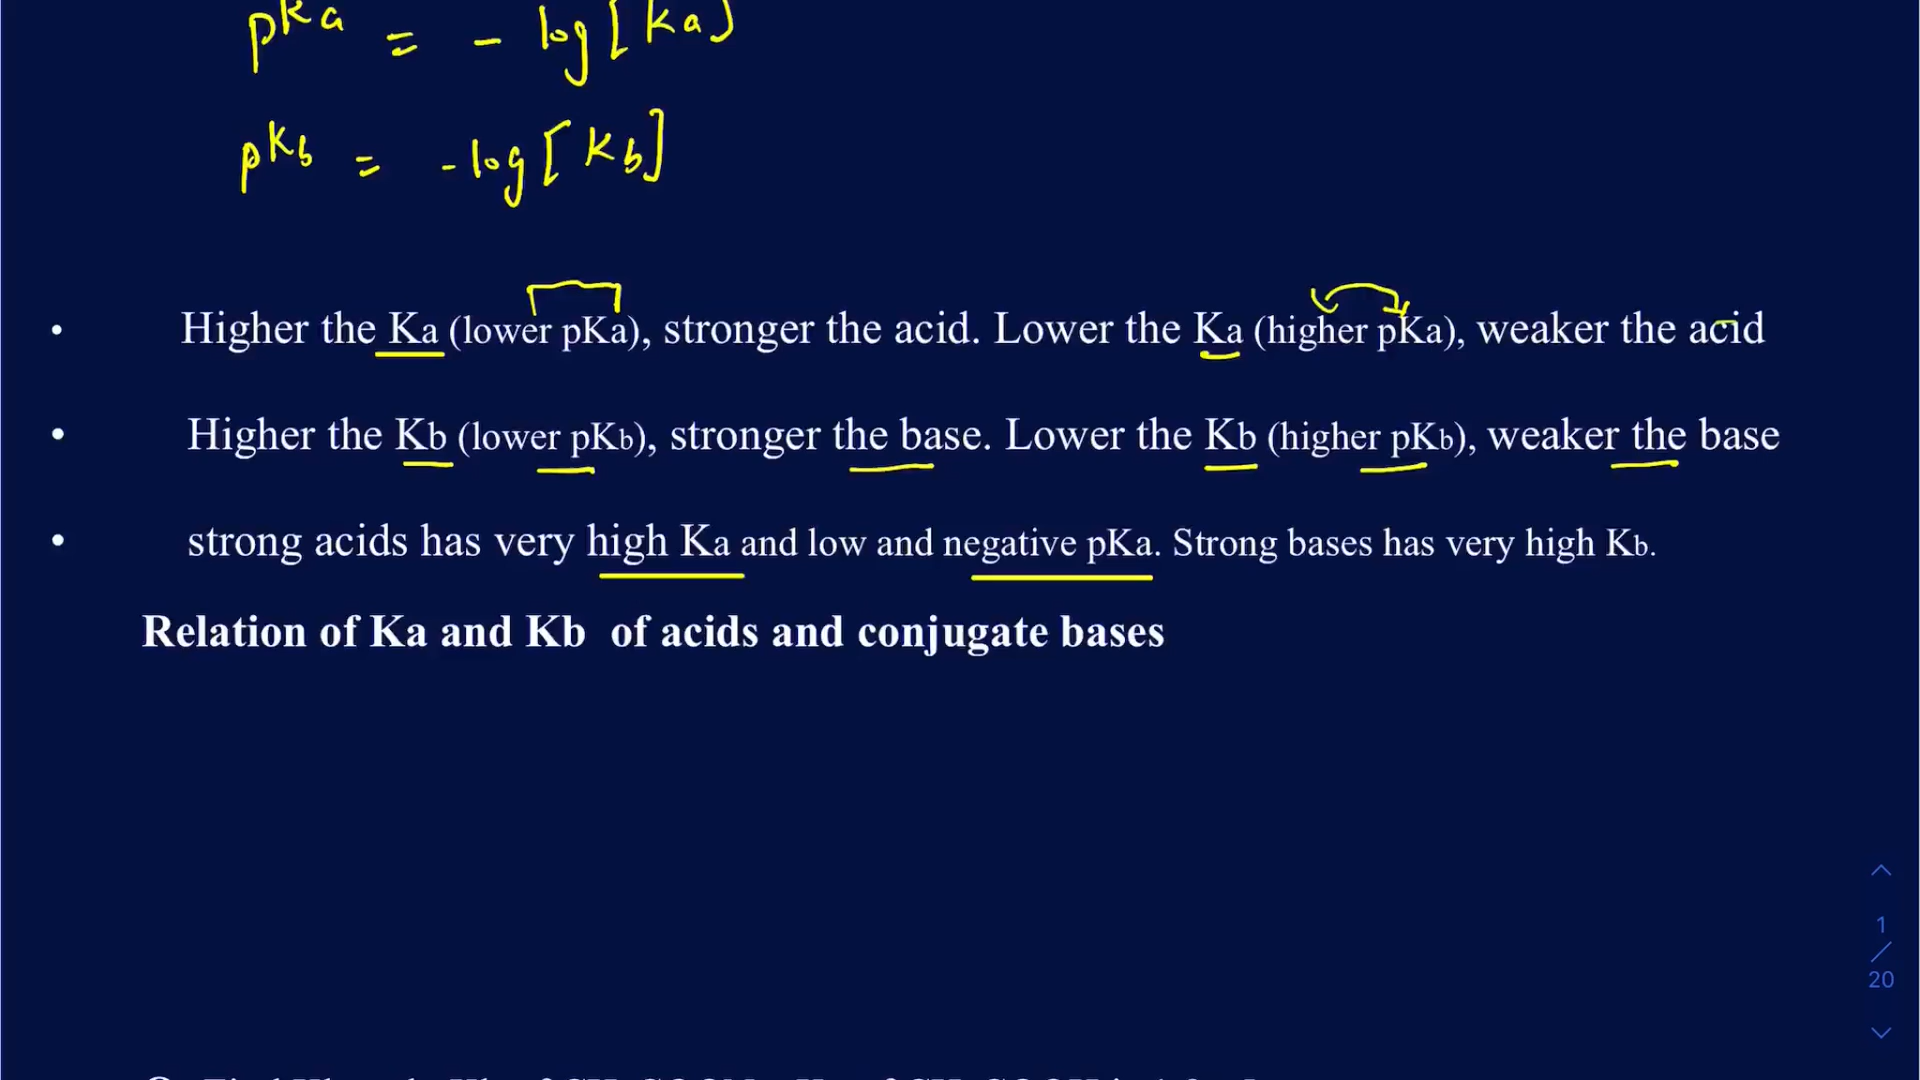 pKa = - log [Ka]
pKb = - log [Kb]
• Higher the Ka (lower pKa), stronger the acid. Lower the Ka (higher pKa), weaker the acid
• Higher the Kb (lower pKb), stronger the base. Lower the Kb (higher pKb), weaker the base
• strong acids has very high Ka and low and negative pKa. Strong bases has very high Kb.
Relation of Ka and Kb of acids and conjugate bases
1
/
20